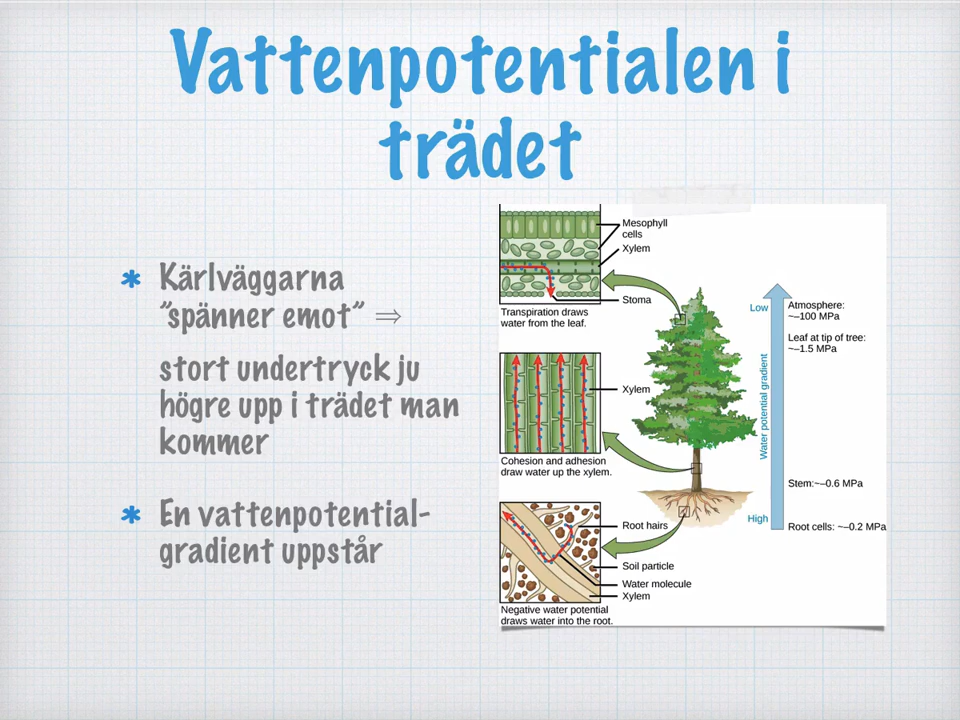 Vattenpotentialen i
trädet
Kärlväggarna
”spänner emot” ⇒
stort undertryck ju
högre upp i trädet man
kommer
En vattenpotential-
gradient uppstår
Mesophyll
cells
Xylem
Stoma
Transpiration draws
water from the leaf.
Xylem
Cohesion and adhesion
draw water up the xylem.
Root hairs
Soil particle
Water molecule
Xylem
Negative water potential
draws water into the root.
Low
Water potential gradient
High
Atmosphere:
~–100 MPa
Leaf at tip of tree:
~–1.5 MPa
Stem:~–0.6 MPa
Root cells: ~–0.2 MPa